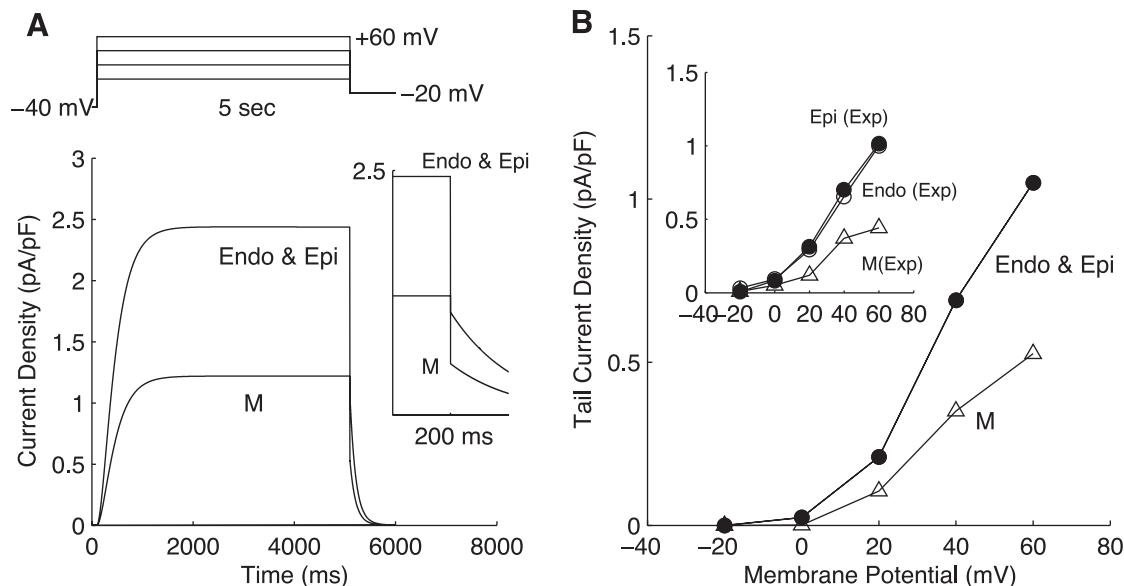 A
+60 mV
−40 mV
5 sec
−20 mV
Current Density (pA/pF)
3
2.5
2
1.5
1
0.5
0
Endo & Epi
M
2.5
Endo & Epi
M
200 ms
0
2000
4000
6000
8000
Time (ms)
B
Tail Current Density (pA/pF)
1.5
1
0.5
0
1.5
1
0.5
0
Epi (Exp)
Endo (Exp)
M(Exp)
−40
−20
0
20
40
60
80
Endo & Epi
M
−40
−20
0
20
40
60
80
Membrane Potential (mV)